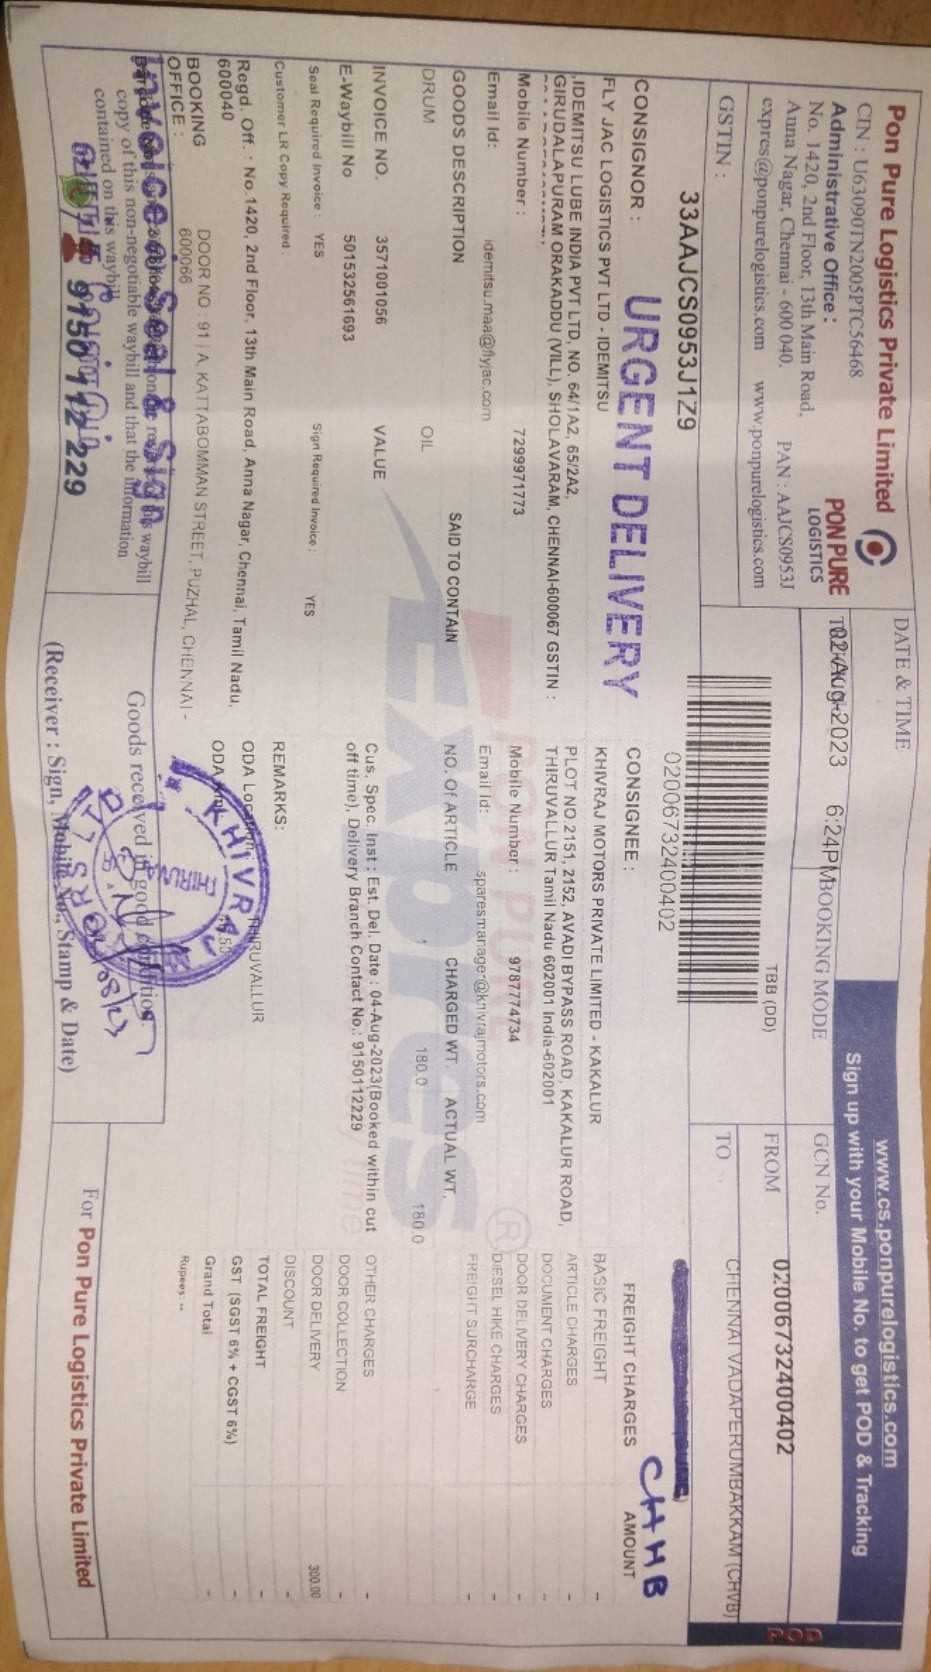 Pon Pure Logistics Private Limited
CIN : U63090TN2005PTC56468
Administrative Office :
No. 1420, 2nd Floor, 13th Main Road,
Anna Nagar, Chennai - 600 040.
PAN : AAJCS0953J
expres@ponpurelogistics.com www.ponpurelogistics.com
PON PURE
LOGISTICS
GSTIN :
33AAJCS0953J1Z9
DATE & TIME
02-Aug-2023 6:24PM
BOOKING MODE
TBB (DD)
www.cs.ponpurelogistics.com
Sign up with your Mobile No. to get POD & Tracking
GCN No.
02006732400402
FROM
CHENNAI VADAPERUMBAKKAM (CHVB)
TO
POD
02006732400402
URGENT DELIVERY
CHHB
CONSIGNOR :
FLY JAC LOGISTICS PVT LTD - IDEMITSU
,IDEMITSU LUBE INDIA PVT LTD, NO. 64/1A2, 65/2A2,
GIRUDALAPURAM ORAKADDU (VILL), SHOLAVARAM, CHENNAI-600067 GSTIN :
Mobile Number : 7299971773
Email Id: idemitsu.maa@flyjac.com
CONSIGNEE :
KHIVRAJ MOTORS PRIVATE LIMITED - KAKALUR
PLOT NO 2151, 2152, AVADI BYPASS ROAD, KAKALUR ROAD,
THIRUVALLUR Tamil Nadu 602001 India-602001
Mobile Number : 9787774734
Email Id: sparesmanager@khivrajmotors.com
GOODS DESCRIPTION SAID TO CONTAIN NO. Of ARTICLE CHARGED WT. ACTUAL WT.
DRUM OIL 1 180.0 180.0
PON PURE
Expres
INVOICE NO. 3571001056 VALUE
E-Waybill No 501532561693
Seal Required Invoice : YES Sign Required Invoice : YES
Customer LR Copy Required :
Cus. Spec. Inst : Est. Del. Date : 04-Aug-2023(Booked within cut
off time), Delivery Branch Contact No.: 9150112229
REMARKS:
ODA Location THIRUVALLUR
Regd. Off. : No.1420, 2nd Floor, 13th Main Road, Anna Nagar, Chennai, Tamil Nadu,
600040
BOOKING OFFICE : DOOR NO : 91 / A, KATTABOMMAN STREET, PUZHAL, CHENNAI -
600066
FREIGHT CHARGES AMOUNT
BASIC FREIGHT -
ARTICLE CHARGES -
DOCUMENT CHARGES -
DOOR DELIVERY CHARGES -
DIESEL HIKE CHARGES -
FREIGHT SURCHARGE -
OTHER CHARGES -
DOOR COLLECTION -
DOOR DELIVERY 300.00
DISCOUNT -
TOTAL FREIGHT -
GST (SGST 6% + CGST 6%) -
Grand Total -
Rupees: --
Invoice Seal & Sign
copy of this non-negotiable waybill and that the information
contained on this waybill
9150 112 229
Goods received in good condition.
(Receiver : Sign, Mobile No., Stamp & Date)
For Pon Pure Logistics Private Limited